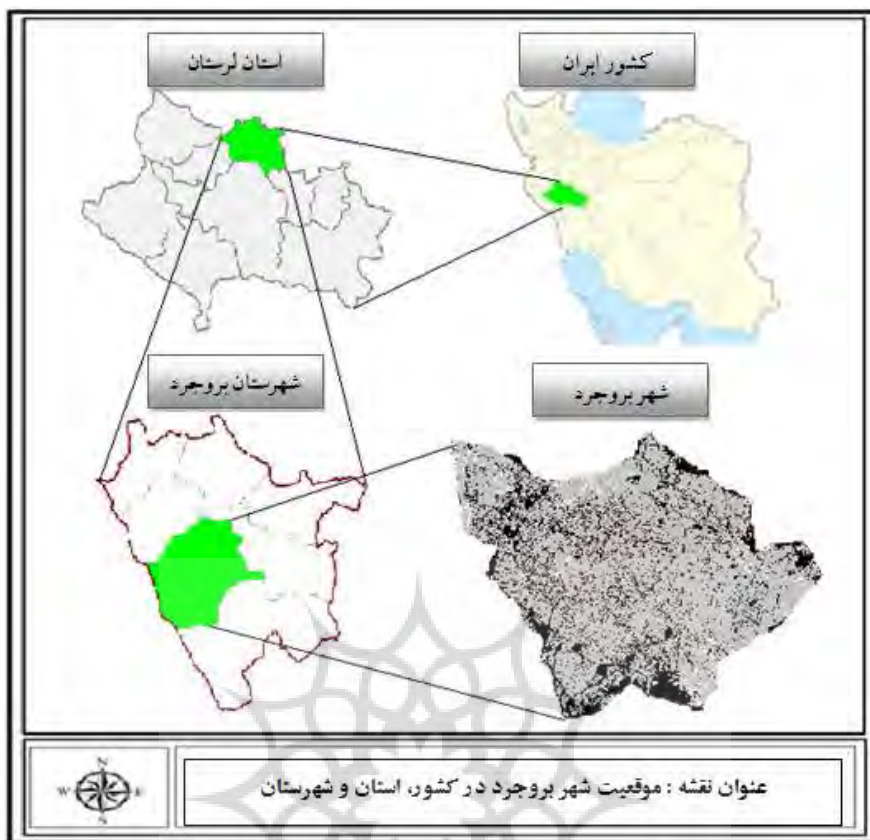 کشور ایران
استان لرستان
شهرستان بروجرد
شهر بروجرد
N
W E
S
عنوان نقشه : موقعیت شهر بروجرد در کشور، استان و شهرستان